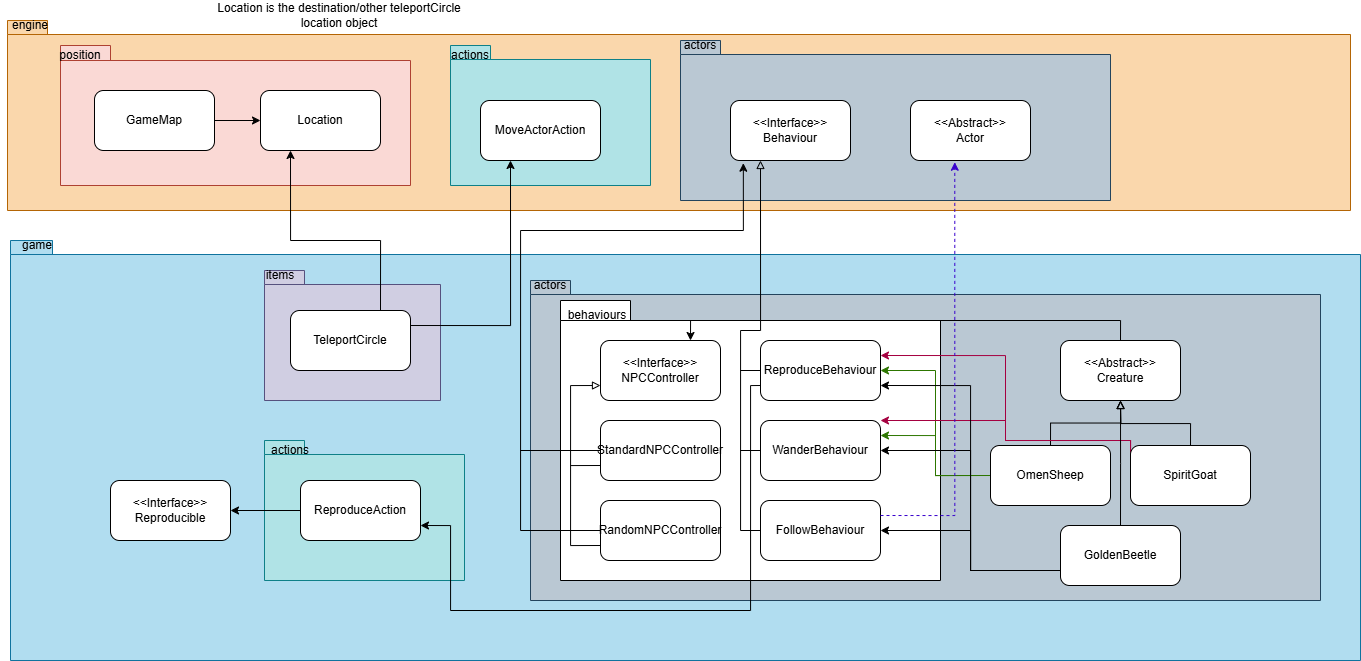 Location is the destination/other teleportCircle
location object
engine
position
actions
actors
GameMap
Location
MoveActorAction
<<Interface>>
Behaviour
<<Abstract>>
Actor
game
items
actors
behaviours
TeleportCircle
<<Interface>>
NPCController
ReproduceBehaviour
<<Abstract>>
Creature
actions
StandardNPCController
WanderBehaviour
OmenSheep
SpiritGoat
<<Interface>>
Reproducible
ReproduceAction
RandomNPCController
FollowBehaviour
GoldenBeetle